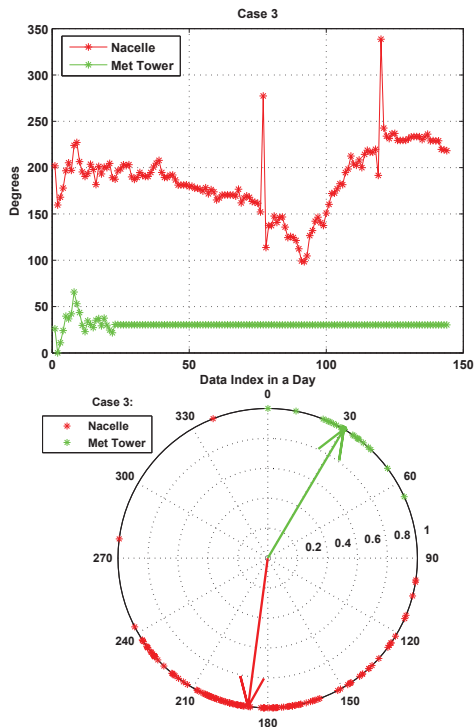 Case 3
Nacelle
Met Tower
Degrees
350
300
250
200
150
100
50
0
0 50 100 150
Data Index in a Day
Case 3:
Nacelle
Met Tower
0
30
60
90
120
150
180
210
240
270
300
330
0.2 0.4 0.6 0.8 1